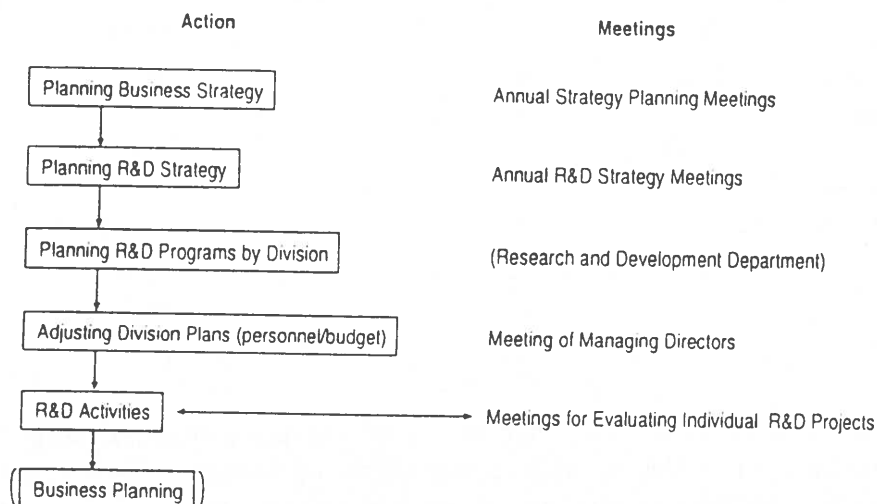 Action Meetings
Planning Business Strategy Annual Strategy Planning Meetings
Planning R&D Strategy Annual R&D Strategy Meetings
Planning R&D Programs by Division (Research and Development Department)
Adjusting Division Plans (personnel/budget) Meeting of Managing Directors
R&D Activities Meetings for Evaluating Individual R&D Projects
(Business Planning)